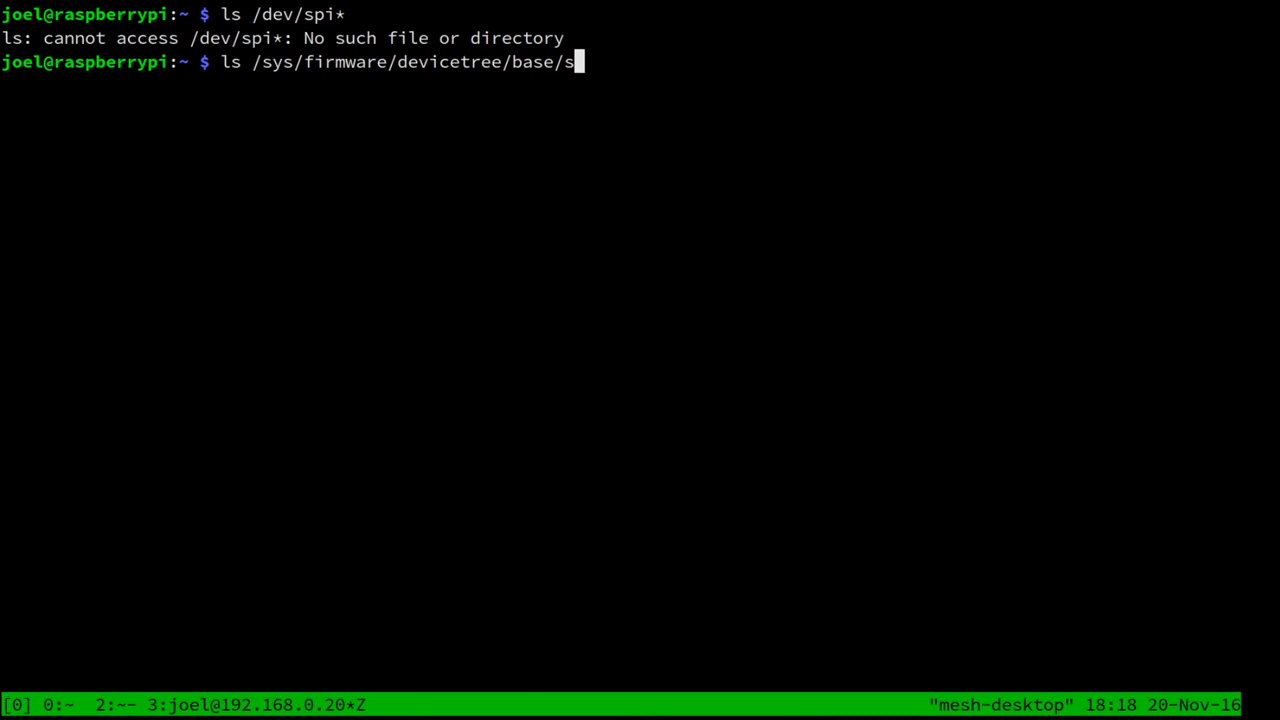 joel@raspberrypi:~ $ ls /dev/spi*
ls: cannot access /dev/spi*: No such file or directory
joel@raspberrypi:~ $ ls /sys/firmware/devicetree/base/s
[0] 0:~  2:~- 3:joel@192.168.0.20*Z "mesh-desktop" 18:18 20-Nov-16